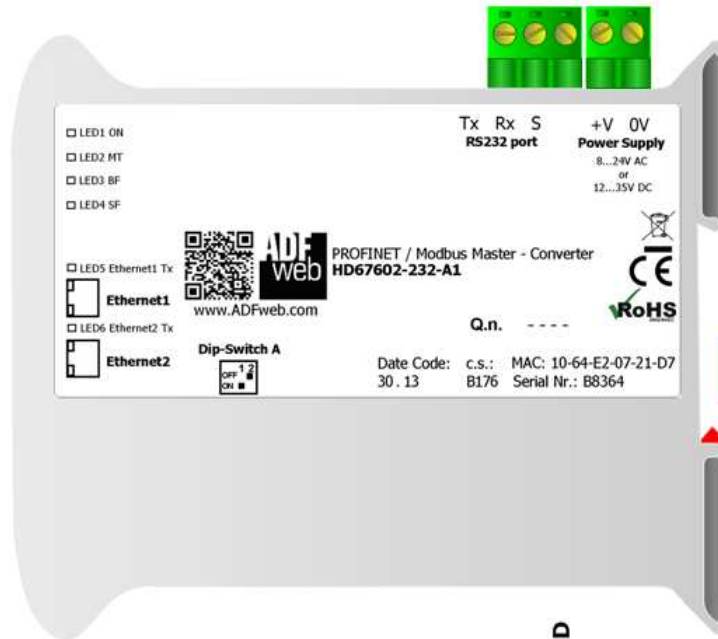 Tx Rx S
RS232 port
+V 0V
Power Supply
8...24V AC
or
12...35V DC
LED1 ON
LED2 MT
LED3 BF
LED4 SF
LED5 Ethernet1 Tx
Ethernet1
LED6 Ethernet2 Tx
Ethernet2
ADF
web
www.ADFweb.com
PROFINET / Modbus Master - Converter
HD67602-232-A1
CE
RoHS
Q.n. - - - -
Dip-Switch A
1 2
OFF
ON
Date Code: c.s.: MAC: 10-64-E2-07-21-D7
30 . 13 B176 Serial Nr.: B8364
D